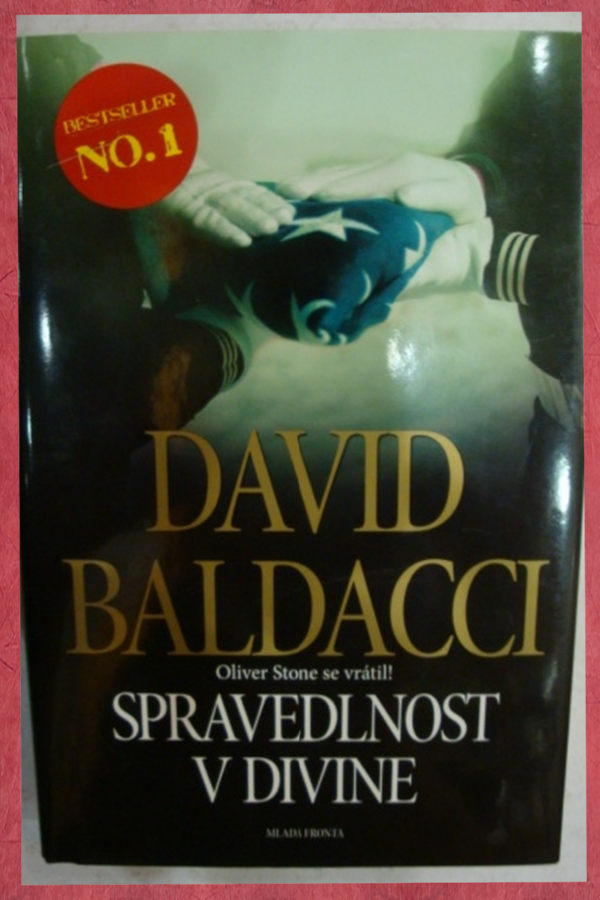 BESTSELLER
NO.1
DAVID
BALDACCI
Oliver Stone se vrátil!
SPRAVEDLNOST
V DIVINE
MLADÁ FRONTA